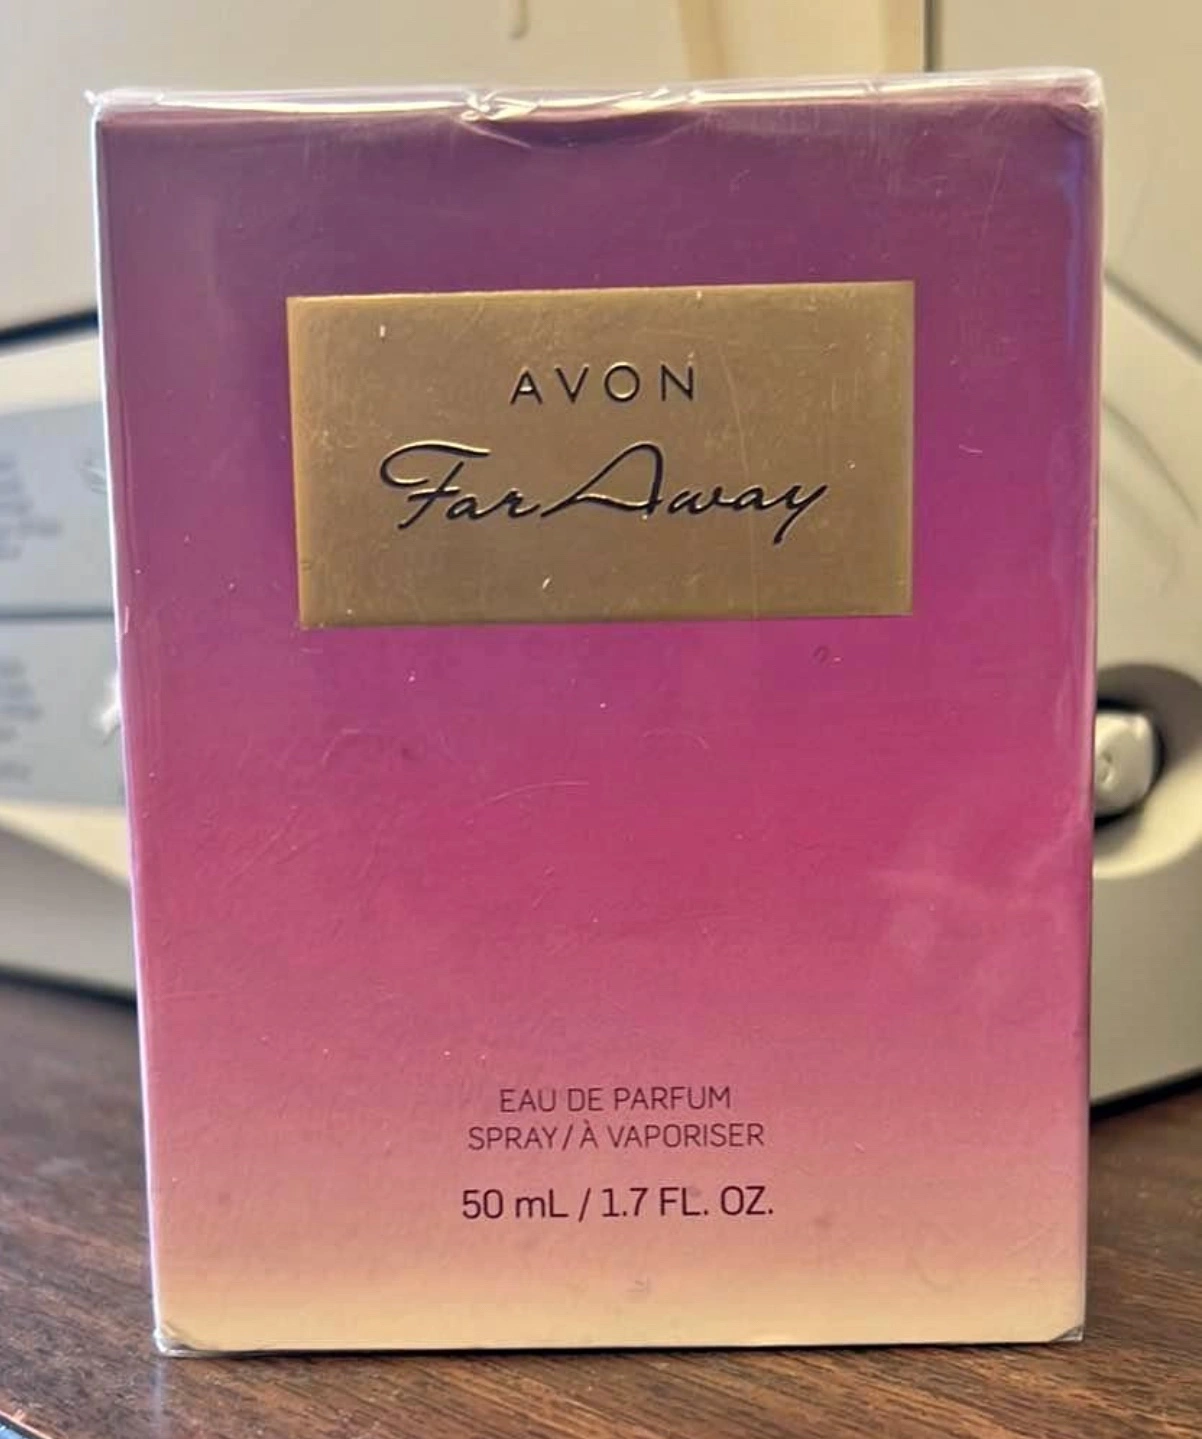 AVON
Far Away
EAU DE PARFUM
SPRAY/À VAPORISER
50 mL / 1.7 FL. OZ.